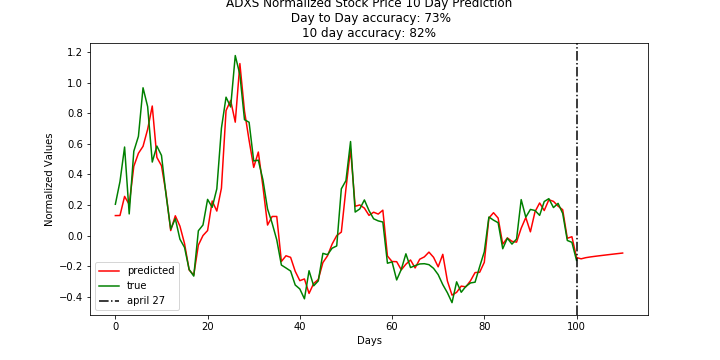 ADXS Normalized Stock Price 10 Day Prediction
Day to Day accuracy: 73%
10 day accuracy: 82%
1.2
1.0
0.8
0.6
0.4
0.2
0.0
−0.2
−0.4
Normalized Values
predicted
true
april 27
0
20
40
60
80
100
Days